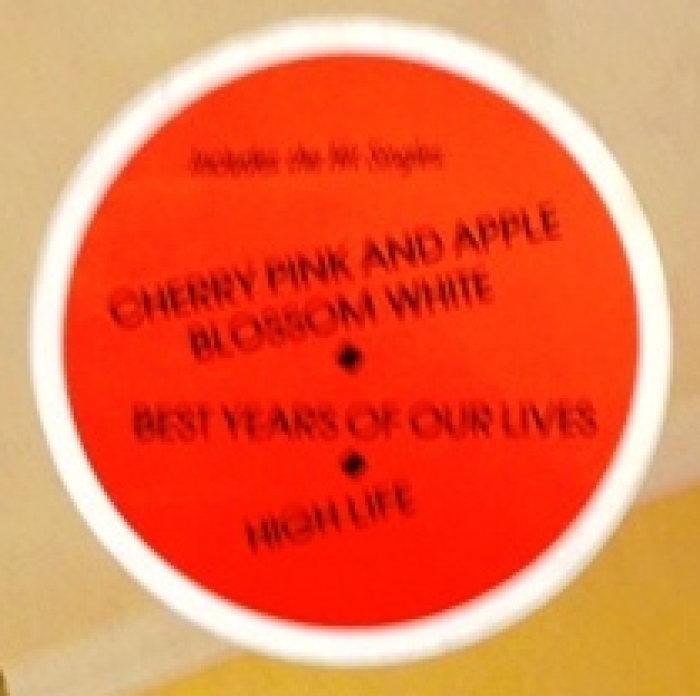 Includes the hit Singles
CHERRY PINK AND APPLE
BLOSSOM WHITE
BEST YEARS OF OUR LIVES
HIGH LIFE